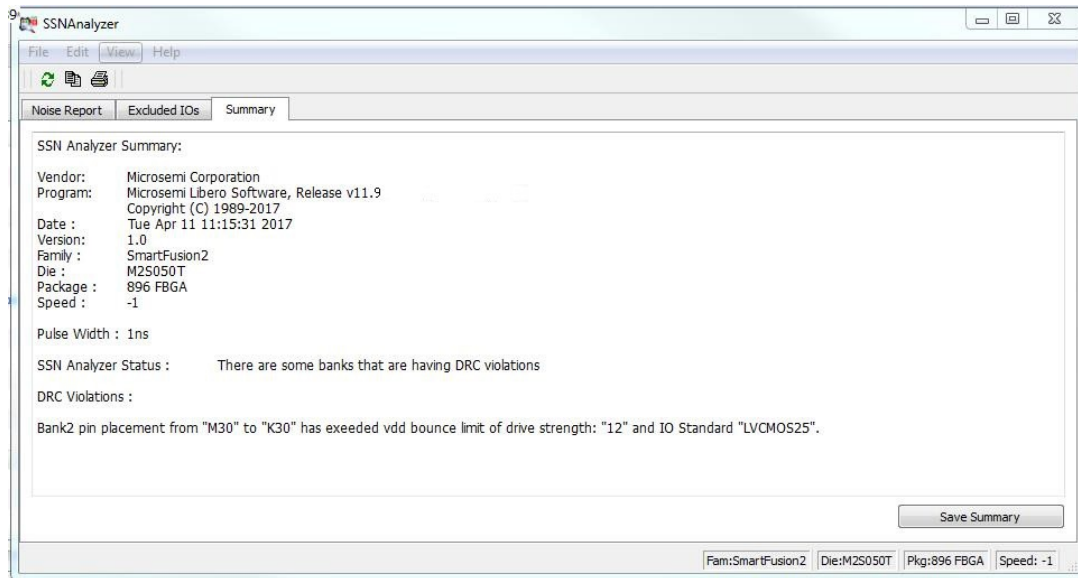 SSNAnalyzer
File Edit View Help
Noise Report Excluded IOs Summary
SSN Analyzer Summary:
Vendor: Microsemi Corporation
Program: Microsemi Libero Software, Release v11.9
Copyright (C) 1989-2017
Date : Tue Apr 11 11:15:31 2017
Version: 1.0
Family : SmartFusion2
Die : M2S050T
Package : 896 FBGA
Speed : -1
Pulse Width : 1ns
SSN Analyzer Status : There are some banks that are having DRC violations
DRC Violations :
Bank2 pin placement from "M30" to "K30" has exeeded vdd bounce limit of drive strength: "12" and IO Standard "LVCMOS25".
Save Summary
Fam:SmartFusion2 Die:M2S050T Pkg:896 FBGA Speed: -1